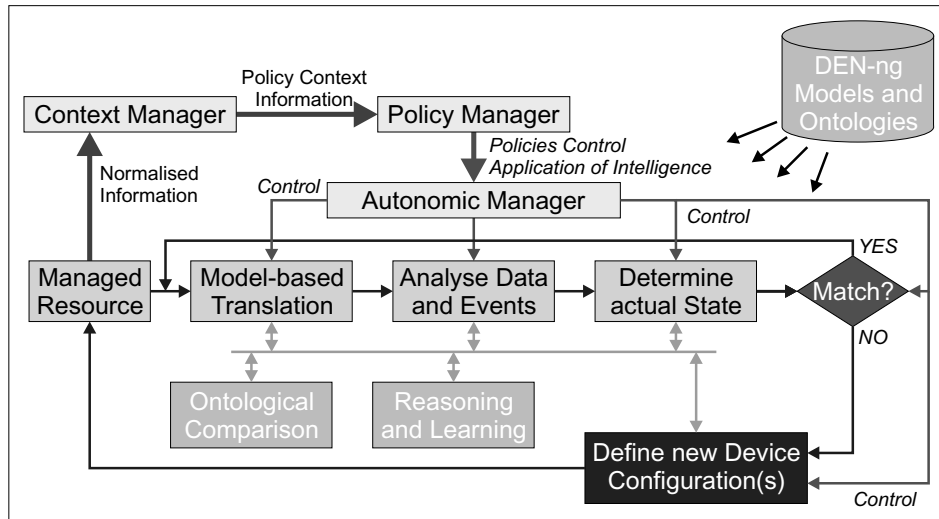 DEN-ng
Models and
Ontologies
Policy Context
Information
Context Manager
Policy Manager
Policies Control
Application of Intelligence
Normalised
Information
Control
Autonomic Manager
Control
YES
Managed
Resource
Model-based
Translation
Analyse Data
and Events
Determine
actual State
Match?
NO
Ontological
Comparison
Reasoning
and Learning
Define new Device
Configuration(s)
Control